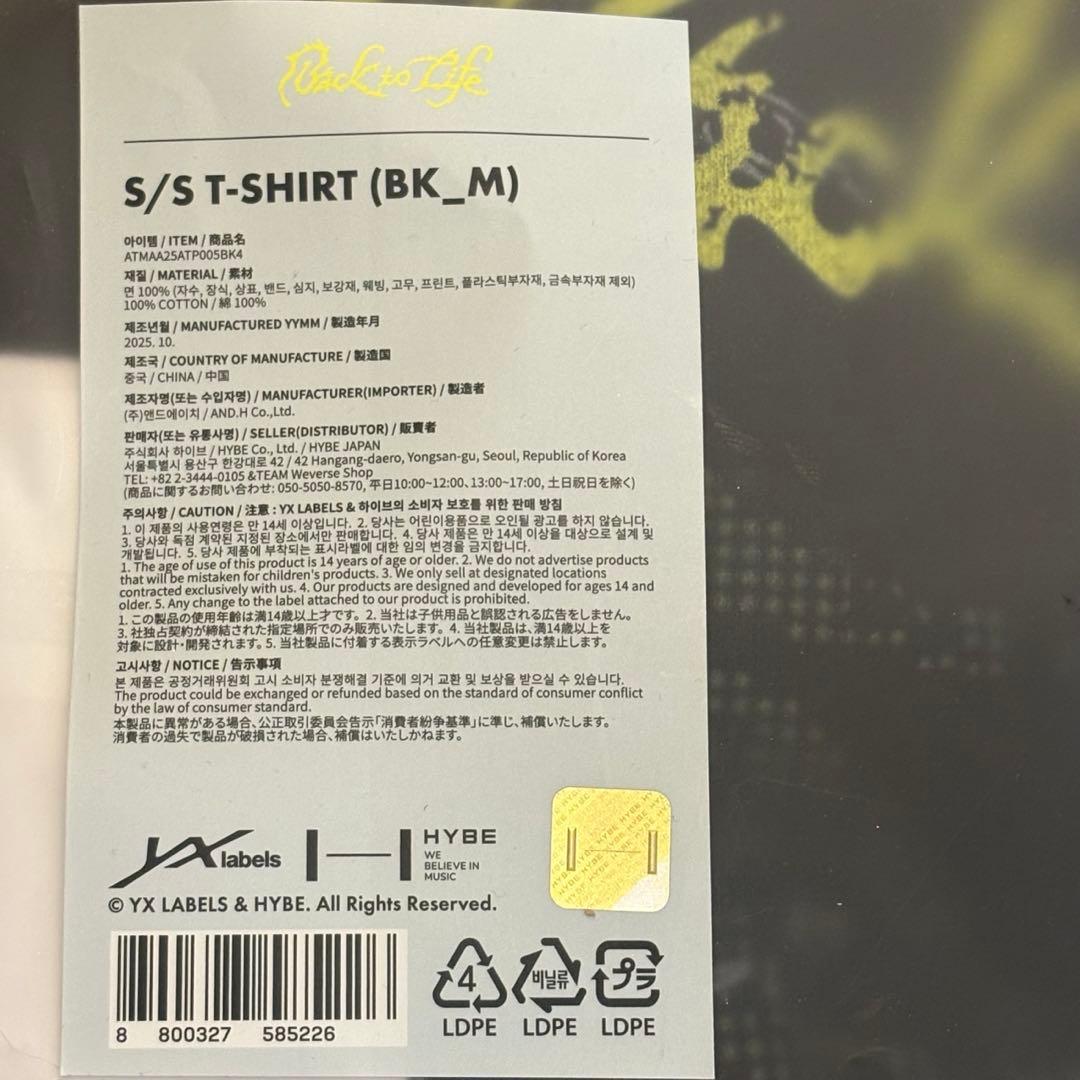 Back to Life
S/S T-SHIRT (BK_M)
아이템 / ITEM / 商品名
ATMAA25ATP005BK4
재질 / MATERIAL / 素材
면 100% (자수, 장식, 상표, 밴드, 심지, 보강재, 웨빙, 고무, 프린트, 플라스틱부자재, 금속부자재 제외)
100% COTTON / 綿 100%
제조년월 / MANUFACTURED YYMM / 製造年月
2025. 10.
제조국 / COUNTRY OF MANUFACTURE / 製造国
중국 / CHINA / 中国
제조자명(또는 수입자명) / MANUFACTURER(IMPORTER) / 製造者
(주)앤드에이치 / AND.H Co.,Ltd.
판매자(또는 유통사명) / SELLER(DISTRIBUTOR) / 販賣者
주식회사 하이브 / HYBE Co., Ltd. / HYBE JAPAN
서울특별시 용산구 한강대로 42 / 42 Hangang-daero, Yongsan-gu, Seoul, Republic of Korea
TEL: +82 2-3444-0105 &TEAM Weverse Shop
(商品に関するお問い合わせ: 050-5050-8570, 平日10:00~12:00、13:00~17:00, 土日祝日を除く)
주의사항 / CAUTION / 注意 : YX LABELS & 하이브의 소비자 보호를 위한 판매 방침
1. 이 제품의 사용연령은 만 14세 이상입니다. 2. 당사는 어린이용품으로 오인될 광고를 하지 않습니다.
3. 당사와 독점 계약된 지정된 장소에서만 판매합니다. 4. 당사 제품은 만 14세 이상을 대상으로 설계 및
개발됩니다. 5. 당사 제품에 부착되는 표시라벨에 대한 임의 변경을 금지합니다.
1. The age of use of this product is 14 years of age or older. 2. We do not advertise products
that will be mistaken for children's products. 3. We only sell at designated locations
contracted exclusively with us. 4. Our products are designed and developed for ages 14 and
older. 5. Any change to the label attached to our product is prohibited.
1. この製品の使用年齢は満14歳以上才です。2. 当社は子供用品と誤認される広告をしません。
3. 社独占契約が締結された指定場所でのみ販売いたします。4. 当社製品は、満14歳以上を
対象に設計・開発されます。5. 当社製品に付着する表示ラベルへの任意変更は禁止します。
고시사항 / NOTICE / 告示事項
본 제품은 공정거래위원회 고시 소비자 분쟁해결 기준에 의거 교환 및 보상을 받으실 수 있습니다.
The product could be exchanged or refunded based on the standard of consumer conflict
by the law of consumer standard.
本製品に異常がある場合、公正取引委員会告示「消費者紛争基準」に準じ、補償いたします。
消費者の過失で製品が破損された場合、補償はいたしかねます。
YX labels
HYBE
WE
BELIEVE IN
MUSIC
© YX LABELS & HYBE. All Rights Reserved.
8 800327 585226
4 비닐류 プラ
LDPE LDPE LDPE